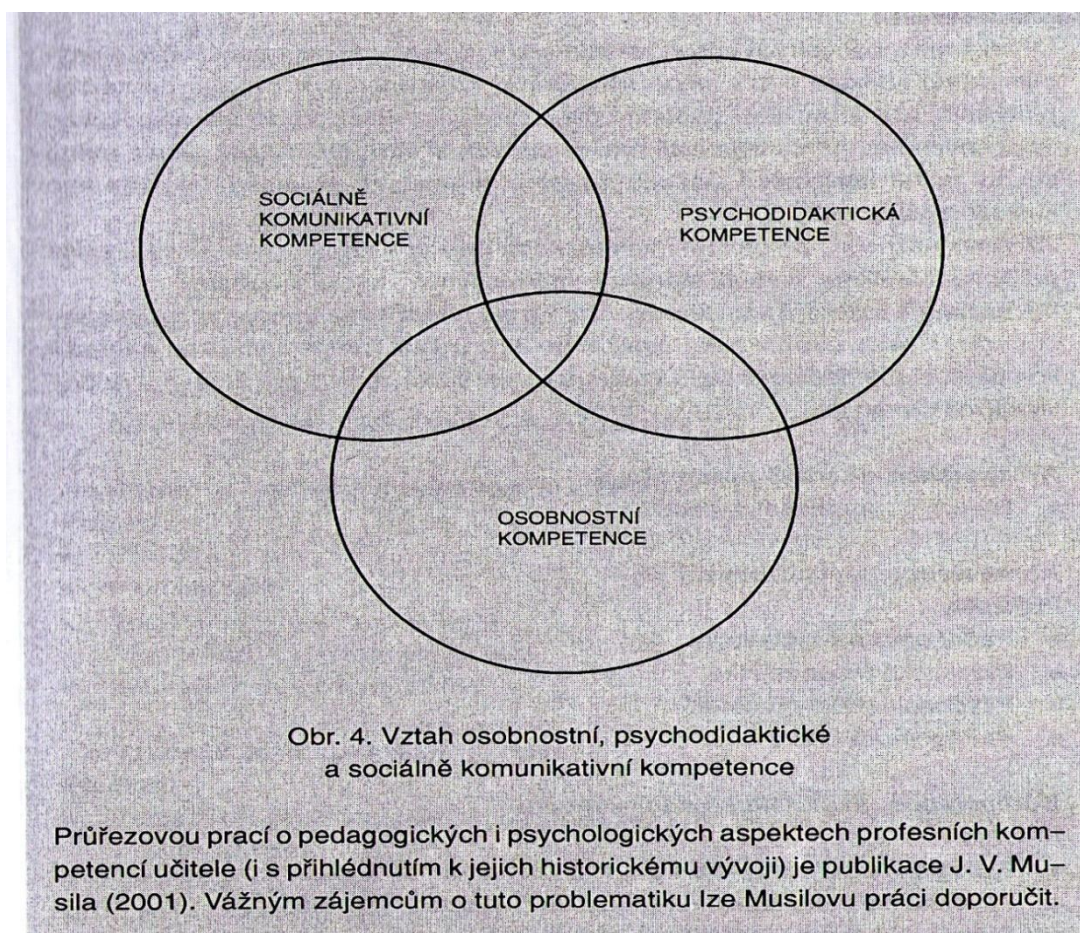 SOCIÁLNĚ
KOMUNIKATIVNÍ
KOMPETENCE
PSYCHODIDAKTICKÁ
KOMPETENCE
OSOBNOSTNÍ
KOMPETENCE
Obr. 4. Vztah osobnostní, psychodidaktické
a sociálně komunikativní kompetence
Průřezovou prací o pedagogických i psychologických aspektech profesních kom–
petencí učitele (i s přihlédnutím k jejich historickému vývoji) je publikace J. V. Mu–
sila (2001). Vážným zájemcům o tuto problematiku lze Musilovu práci doporučit.